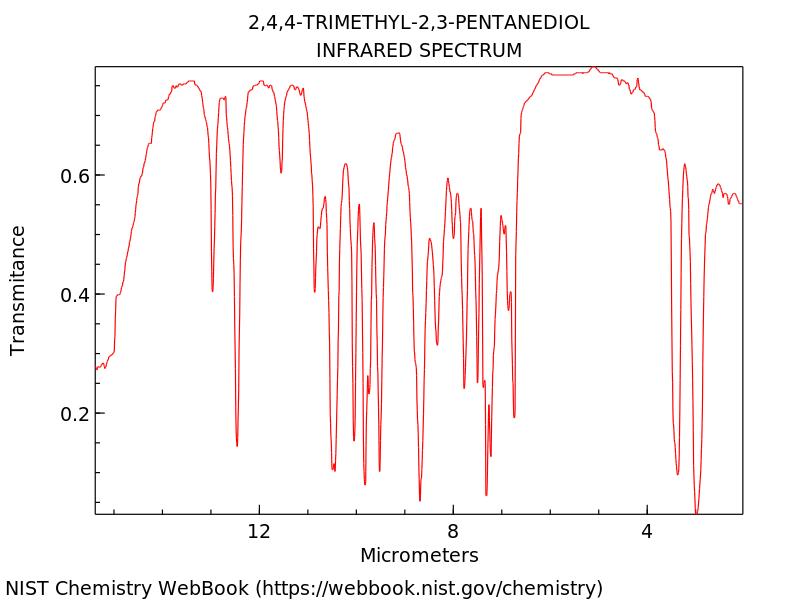 2,4,4-TRIMETHYL-2,3-PENTANEDIOL
INFRARED SPECTRUM
Transmitance
0.6
0.4
0.2
12
8
4
Micrometers
NIST Chemistry WebBook (https://webbook.nist.gov/chemistry)